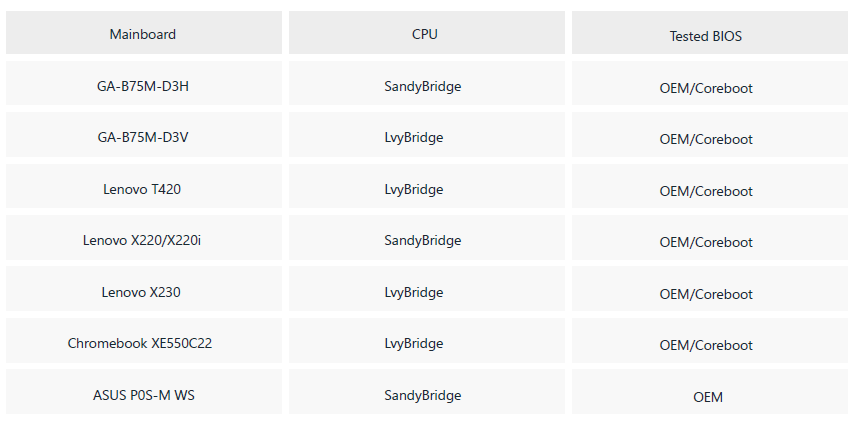 Mainboard CPU Tested BIOS
GA-B75M-D3H SandyBridge OEM/Coreboot
GA-B75M-D3V LvyBridge OEM/Coreboot
Lenovo T420 LvyBridge OEM/Coreboot
Lenovo X220/X220i SandyBridge OEM/Coreboot
Lenovo X230 LvyBridge OEM/Coreboot
Chromebook XE550C22 LvyBridge OEM/Coreboot
ASUS P0S-M WS SandyBridge OEM